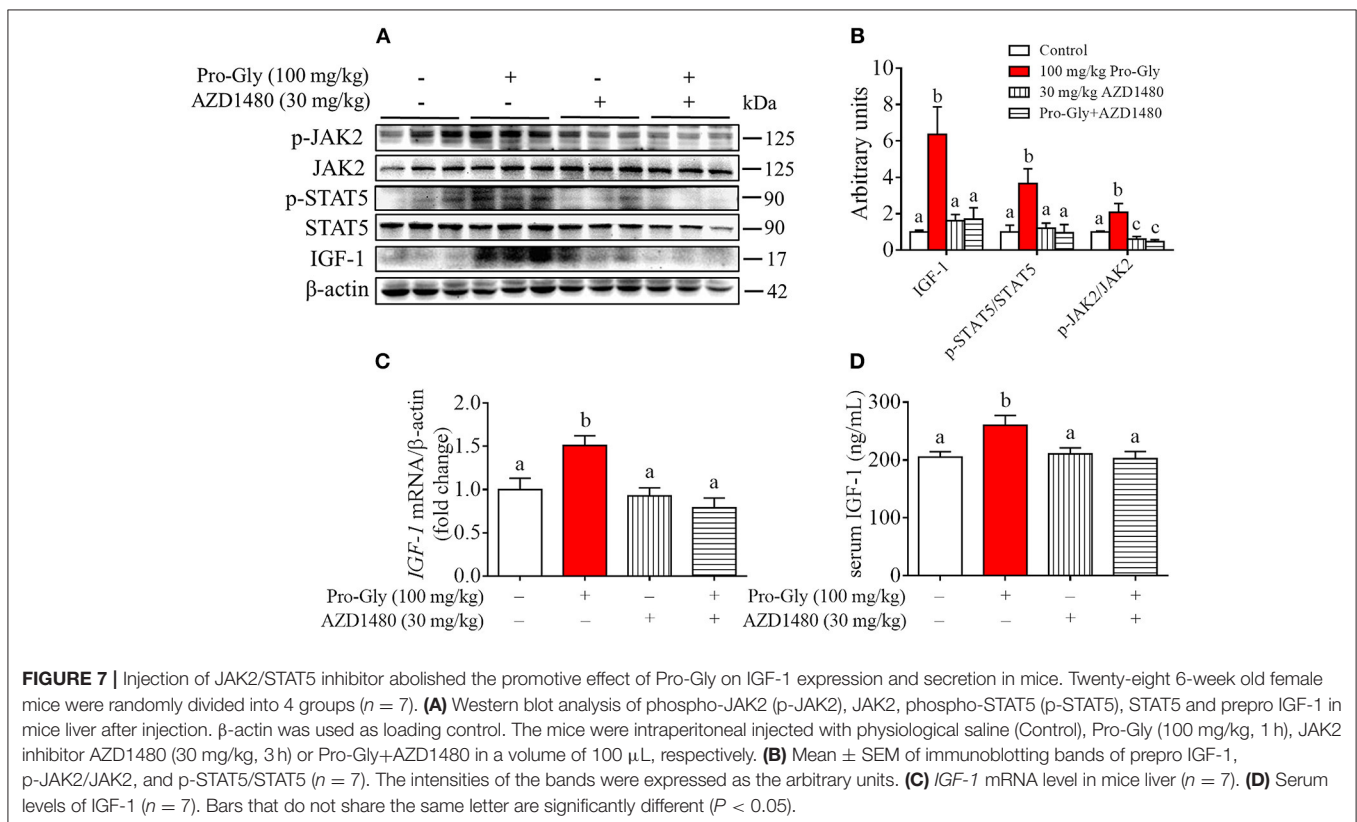 A
Pro-Gly (100 mg/kg) - + - +
AZD1480 (30 mg/kg) - - + + kDa
p-JAK2 125
JAK2 125
p-STAT5 90
STAT5 90
IGF-1 17
β-actin 42
B
Control
100 mg/kg Pro-Gly
30 mg/kg AZD1480
Pro-Gly+AZD1480
Arbitrary units
10
8
6
4
2
0
a b a a
a b a a
a b c c
IGF-1
p-STAT5/STAT5
p-JAK2/JAK2
C
IGF-1 mRNA/β-actin
(fold change)
2.0
1.5
1.0
0.5
0.0
a b a a
Pro-Gly (100 mg/kg) – + – +
AZD1480 (30 mg/kg) – – + +
D
serum IGF-1 (ng/mL)
300
200
100
0
a b a a
Pro-Gly (100 mg/kg) – + – +
AZD1480 (30 mg/kg) – – + +
FIGURE 7 | Injection of JAK2/STAT5 inhibitor abolished the promotive effect of Pro-Gly on IGF-1 expression and secretion in mice. Twenty-eight 6-week old female
mice were randomly divided into 4 groups (n = 7). (A) Western blot analysis of phospho-JAK2 (p-JAK2), JAK2, phospho-STAT5 (p-STAT5), STAT5 and prepro IGF-1 in
mice liver after injection. β-actin was used as loading control. The mice were intraperitoneal injected with physiological saline (Control), Pro-Gly (100 mg/kg, 1 h), JAK2
inhibitor AZD1480 (30 mg/kg, 3 h) or Pro-Gly+AZD1480 in a volume of 100 μL, respectively. (B) Mean ± SEM of immunoblotting bands of prepro IGF-1,
p-JAK2/JAK2, and p-STAT5/STAT5 (n = 7). The intensities of the bands were expressed as the arbitrary units. (C) IGF-1 mRNA level in mice liver (n = 7). (D) Serum
levels of IGF-1 (n = 7). Bars that do not share the same letter are significantly different (P < 0.05).